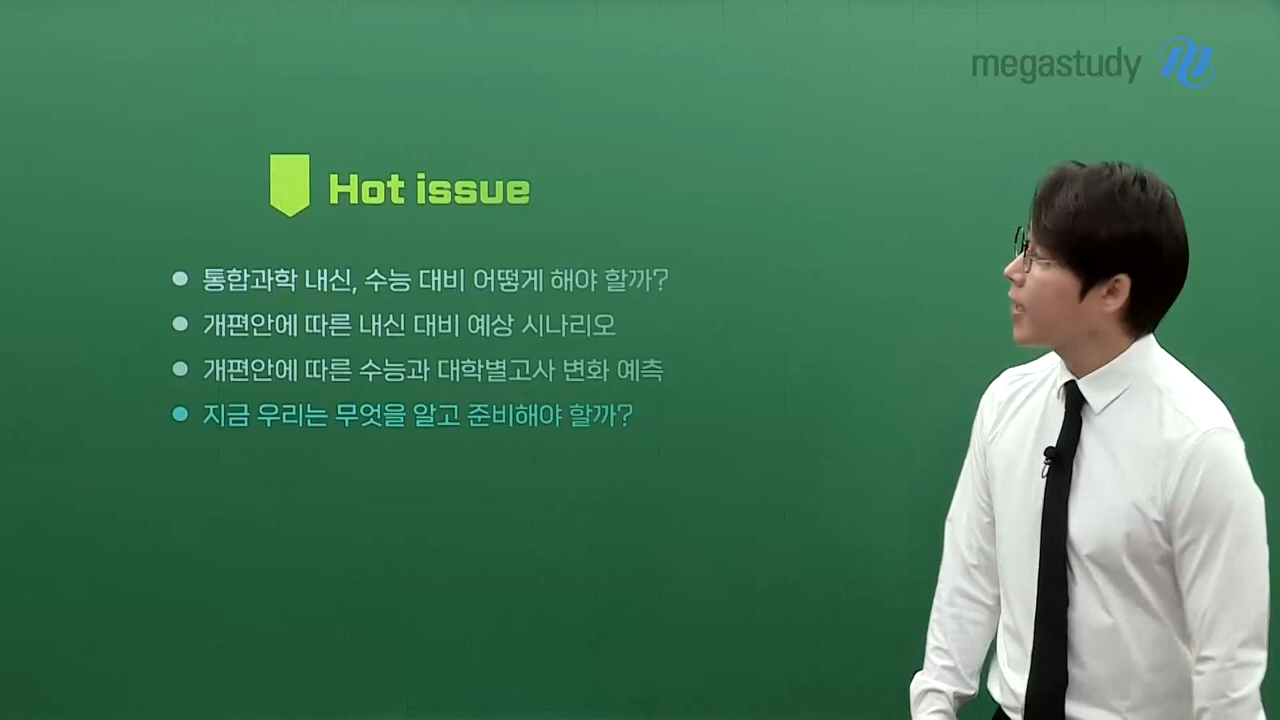 megastudy
Hot issue
통합과학 내신, 수능 대비 어떻게 해야 할까?
개편안에 따른 내신 대비 예상 시나리오
개편안에 따른 수능과 대학별고사 변화 예측
지금 우리는 무엇을 알고 준비해야 할까?